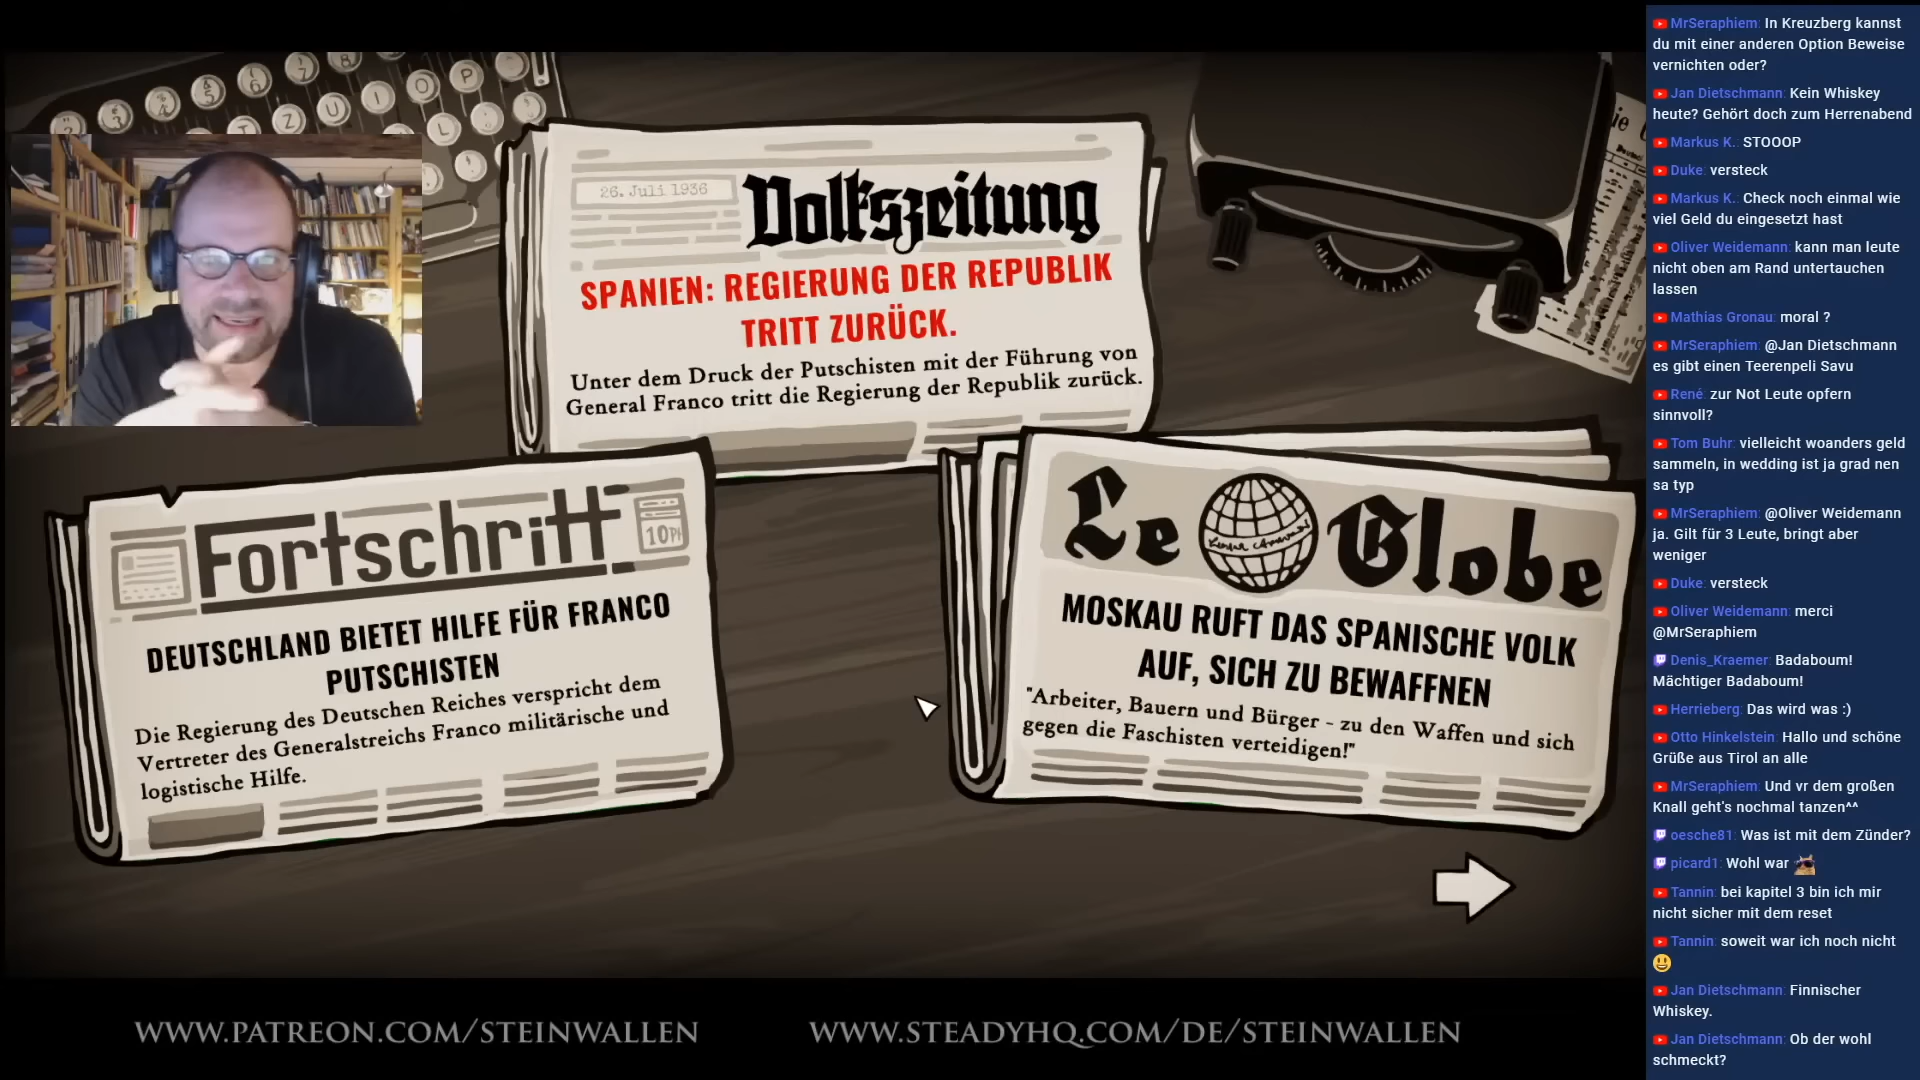 26. Juli 1936
Volkszeitung
SPANIEN: REGIERUNG DER REPUBLIK
TRITT ZURÜCK.
Unter dem Druck der Putschisten mit der Führung von
General Franco tritt die Regierung der Republik zurück.
Fortschritt
10Pf
DEUTSCHLAND BIETET HILFE FÜR FRANCO
PUTSCHISTEN
Die Regierung des Deutschen Reiches verspricht dem
Vertreter des Generalstreichs Franco militärische und
logistische Hilfe.
Le Globe
MOSKAU RUFT DAS SPANISCHE VOLK
AUF, SICH ZU BEWAFFNEN
"Arbeiter, Bauern und Bürger - zu den Waffen und sich
gegen die Faschisten verteidigen!"
WWW.PATREON.COM/STEINWALLEN
WWW.STEADYHQ.COM/DE/STEINWALLEN
MrSeraphiem: In Kreuzberg kannst
du mit einer anderen Option Beweise
vernichten oder?
Jan Dietschmann: Kein Whiskey
heute? Gehört doch zum Herrenabend
Markus K.: STOOOP
Duke: versteck
Markus K.: Check noch einmal wie
viel Geld du eingesetzt hast
Oliver Weidemann: kann man leute
nicht oben am Rand untertauchen
lassen
Mathias Gronau: moral ?
MrSeraphiem: @Jan Dietschmann
es gibt einen Teerenpeli Savu
René: zur Not Leute opfern
sinnvoll?
Tom Buhr: vielleicht woanders geld
sammeln, in wedding ist ja grad nen
sa typ
MrSeraphiem: @Oliver Weidemann
ja. Gilt für 3 Leute, bringt aber
weniger
Duke: versteck
Oliver Weidemann: merci
@MrSeraphiem
Denis_Kraemer: Badaboum!
Mächtiger Badaboum!
Herrieberg: Das wird was :)
Otto Hinkelstein: Hallo und schöne
Grüße aus Tirol an alle
MrSeraphiem: Und vr dem großen
Knall geht's nochmal tanzen^^
oesche81: Was ist mit dem Zünder?
picard1: Wohl war
Tannin: bei kapitel 3 bin ich mir
nicht sicher mit dem reset
Tannin: soweit war ich noch nicht
Jan Dietschmann: Finnischer
Whiskey.
Jan Dietschmann: Ob der wohl
schmeckt?